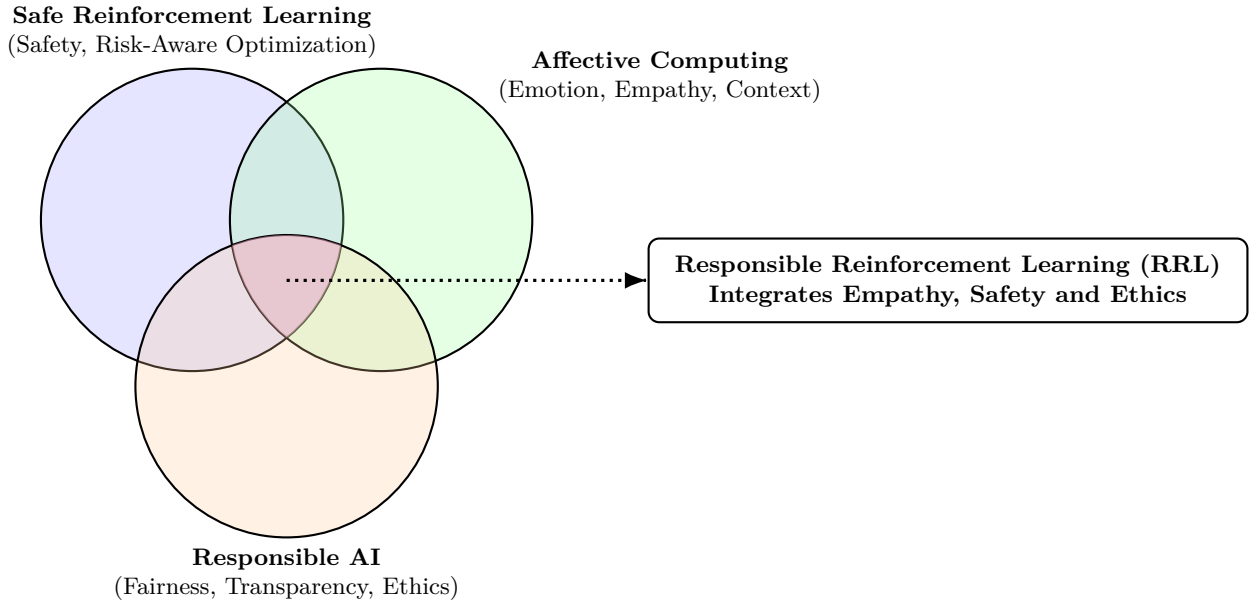 Safe Reinforcement Learning
(Safety, Risk-Aware Optimization)
Affective Computing
(Emotion, Empathy, Context)
Responsible Reinforcement Learning (RRL)
Integrates Empathy, Safety and Ethics
Responsible AI
(Fairness, Transparency, Ethics)